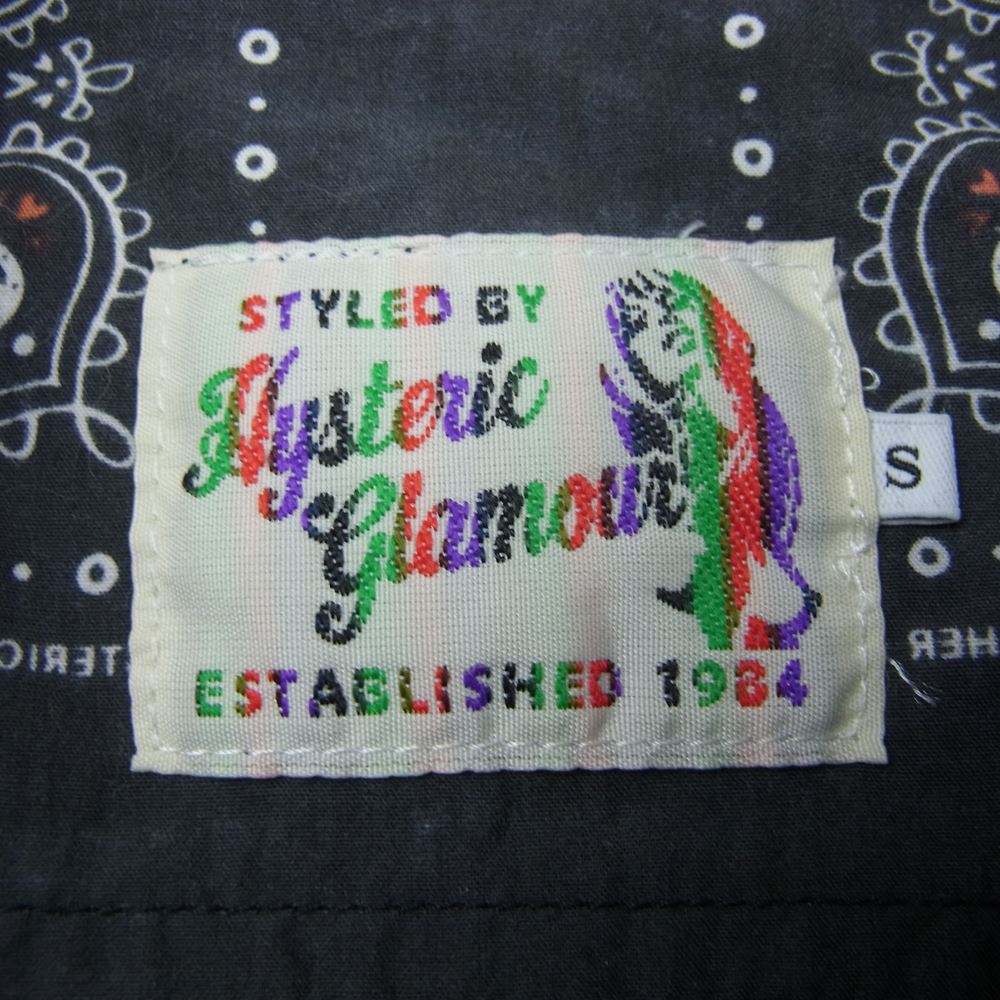 STYLED BY
Hysteric
Glamour
ESTABLISHED 1984
S